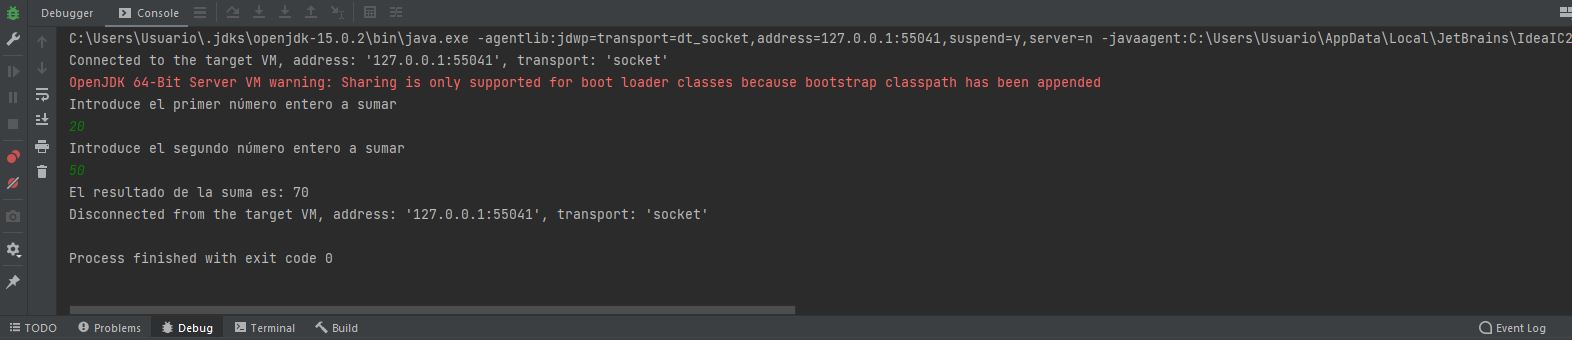 Debugger Console
C:\Users\Usuario\.jdks\openjdk-15.0.2\bin\java.exe -agentlib:jdwp=transport=dt_socket,address=127.0.0.1:55041,suspend=y,server=n -javaagent:C:\Users\Usuario\AppData\Local\JetBrains\IdeaIC2
Connected to the target VM, address: '127.0.0.1:55041', transport: 'socket'
OpenJDK 64-Bit Server VM warning: Sharing is only supported for boot loader classes because bootstrap classpath has been appended
Introduce el primer número entero a sumar
20
Introduce el segundo número entero a sumar
50
El resultado de la suma es: 70
Disconnected from the target VM, address: '127.0.0.1:55041', transport: 'socket'
Process finished with exit code 0
TODO Problems Debug Terminal Build Event Log